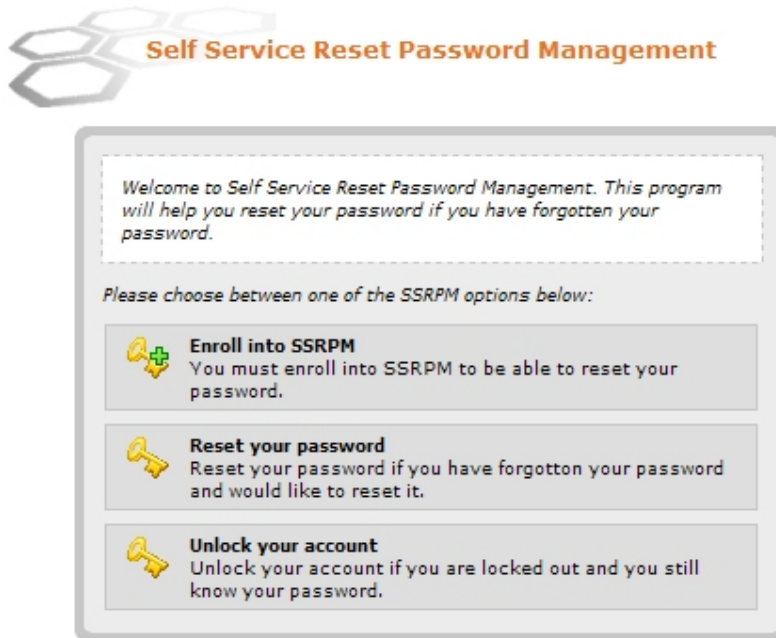 Self Service Reset Password Management
Welcome to Self Service Reset Password Management. This program
will help you reset your password if you have forgotten your
password.
Please choose between one of the SSRPM options below:
Enroll into SSRPM
You must enroll into SSRPM to be able to reset your
password.
Reset your password
Reset your password if you have forgotton your password
and would like to reset it.
Unlock your account
Unlock your account if you are locked out and you still
know your password.